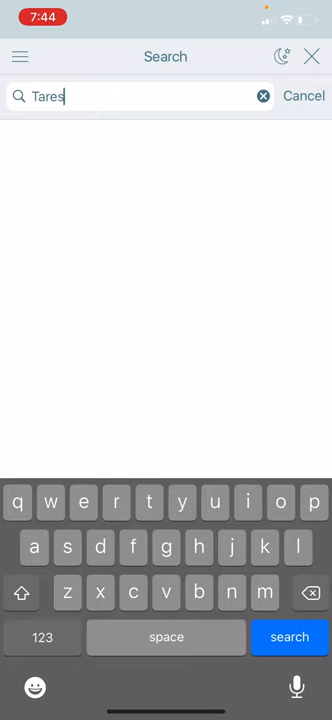 7:44
Search
Tares
Cancel
q w e r t y u i o p
a s d f g h j k l
z x c v b n m
123 space search